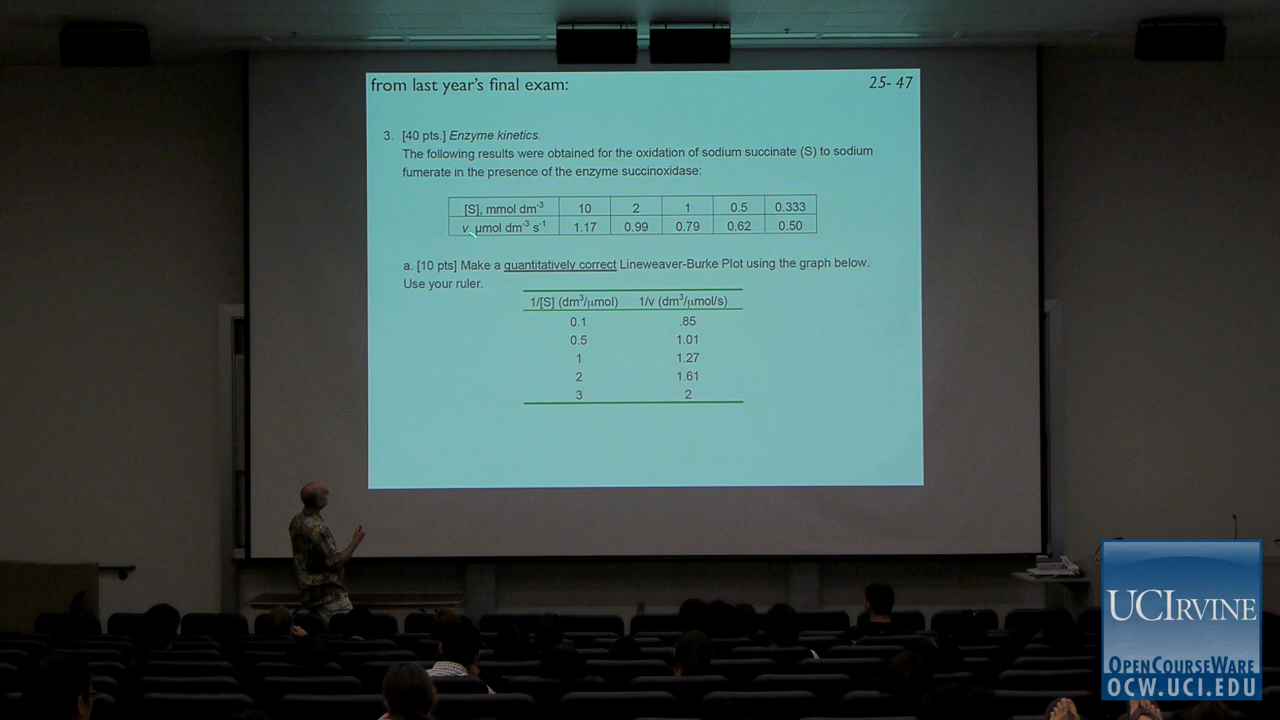 from last year's final exam:
25- 47
3. [40 pts.] Enzyme kinetics.
The following results were obtained for the oxidation of sodium succinate (S) to sodium
fumerate in the presence of the enzyme succinoxidase:
[S], mmol dm-3 10 2 1 0.5 0.333
v, μmol dm-3 s-1 1.17 0.99 0.79 0.62 0.50
a. [10 pts] Make a quantitatively correct Lineweaver-Burke Plot using the graph below.
Use your ruler.
1/[S] (dm3/μmol) 1/v (dm3/μmol/s)
0.1 .85
0.5 1.01
1 1.27
2 1.61
3 2
UCIRVINE
OPENCOURSEWARE
OCW.UCI.EDU